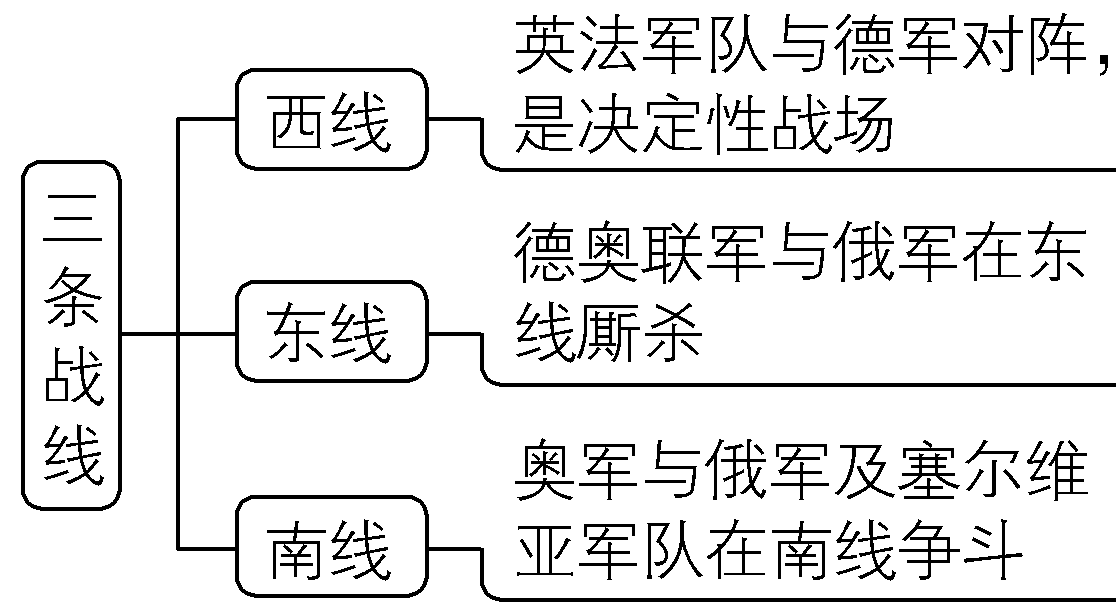 三条战线
西线
英法军队与德军对阵，
是决定性战场
东线
德奥联军与俄军在东
线厮杀
南线
奥军与俄军及塞尔维
亚军队在南线争斗